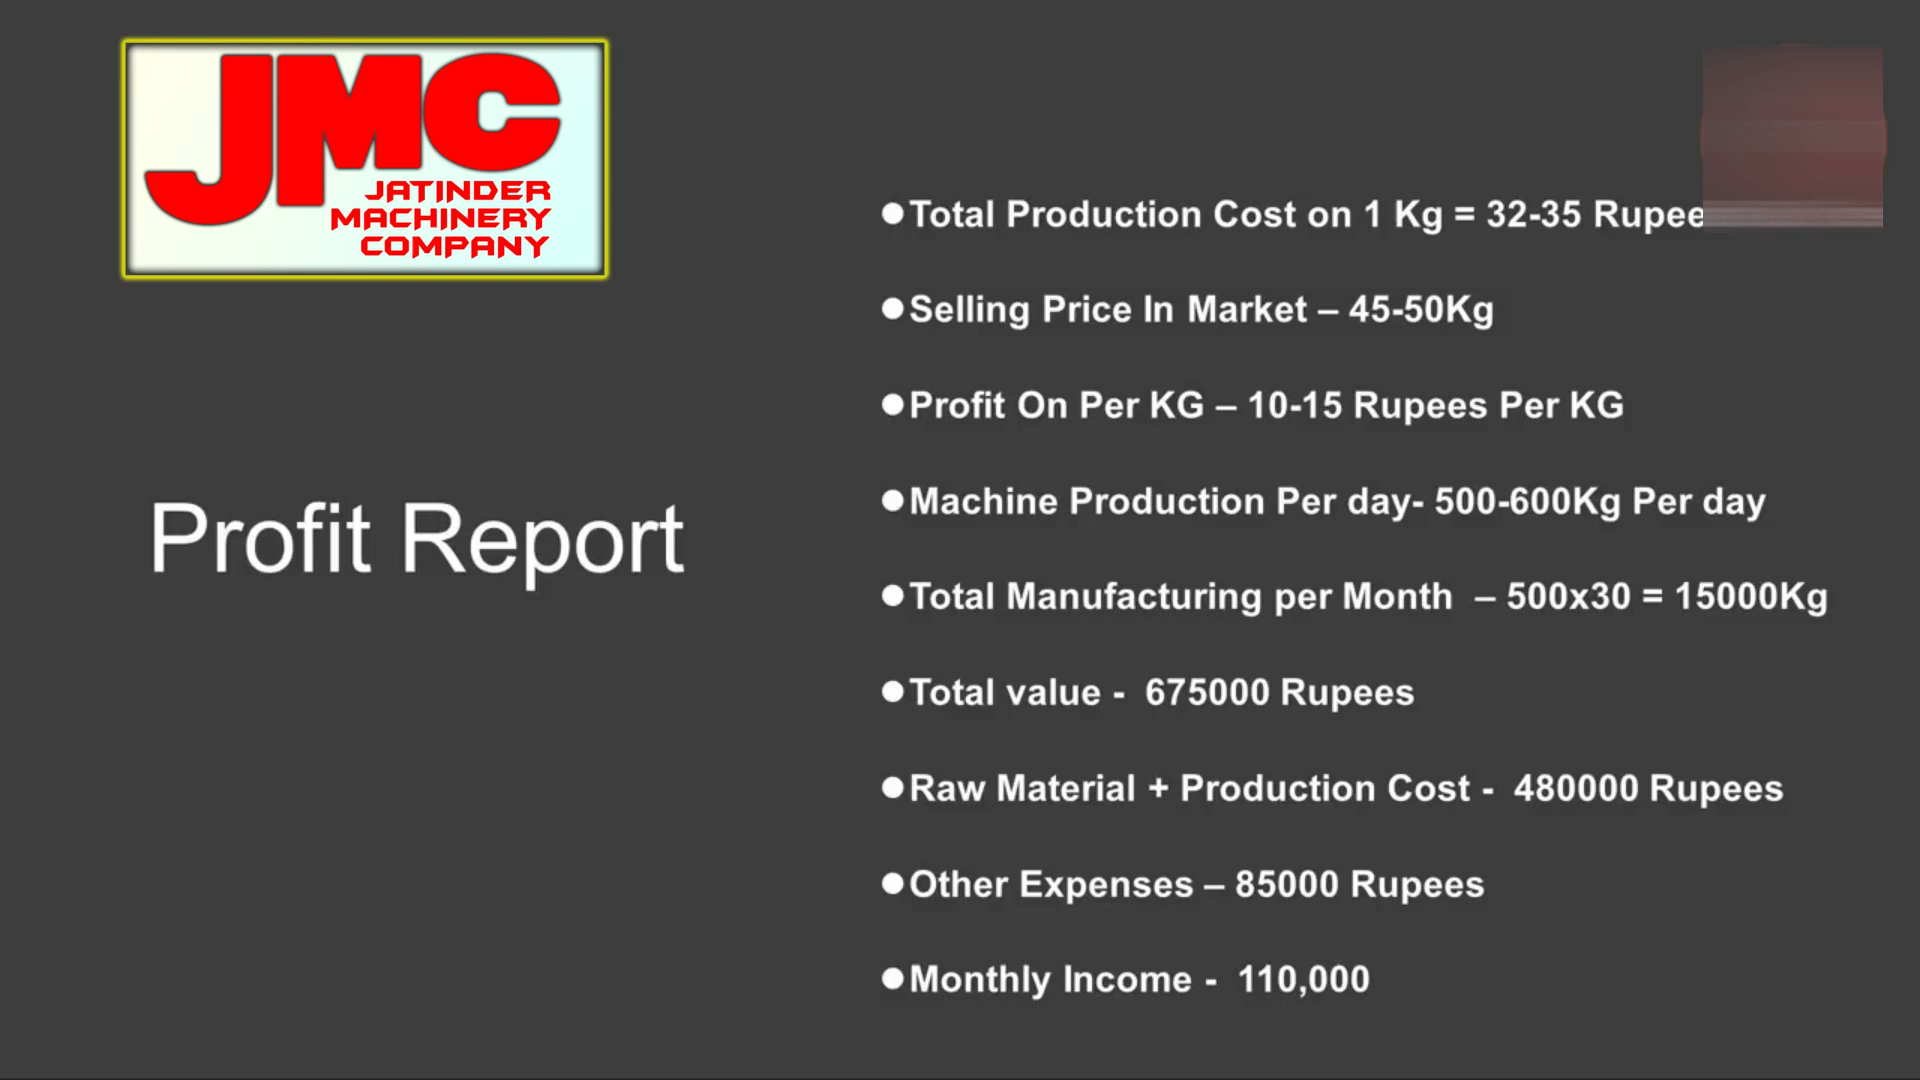 JMC
JATINDER
MACHINERY
COMPANY
Profit Report
●Total Production Cost on 1 Kg = 32-35 Rupee
●Selling Price In Market – 45-50Kg
●Profit On Per KG – 10-15 Rupees Per KG
●Machine Production Per day- 500-600Kg Per day
●Total Manufacturing per Month – 500x30 = 15000Kg
●Total value - 675000 Rupees
●Raw Material + Production Cost - 480000 Rupees
●Other Expenses – 85000 Rupees
●Monthly Income - 110,000